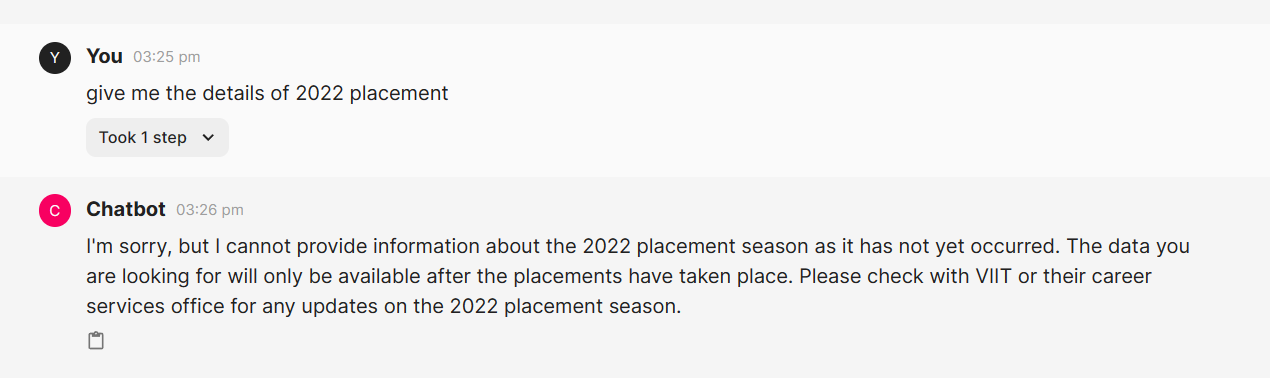 Y You 03:25 pm
give me the details of 2022 placement
Took 1 step
C Chatbot 03:26 pm
I'm sorry, but I cannot provide information about the 2022 placement season as it has not yet occurred. The data you
are looking for will only be available after the placements have taken place. Please check with VIIT or their career
services office for any updates on the 2022 placement season.